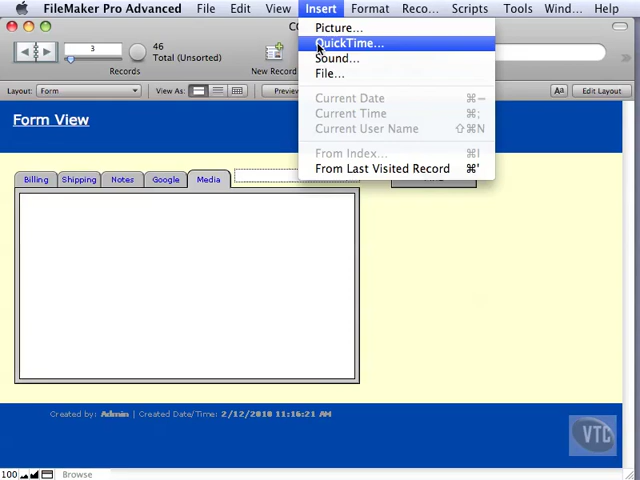 FileMaker Pro Advanced File Edit View Insert Format Reco... Scripts Tools Wind... Help
Picture...
QuickTime...
Sound...
File...
Current Date ⌘–
Current Time ⌘;
Current User Name ⇧⌘N
From Index... ⌘I
From Last Visited Record ⌘'
3
46
Total (Unsorted)
Records
New Record
Layout: Form
View As:
Preview
Aa
Edit Layout
Form View
Billing
Shipping
Notes
Google
Media
Created by: Admin | Created Date/Time: 2/12/2010 11:16:21 AM
VTC
100
Browse